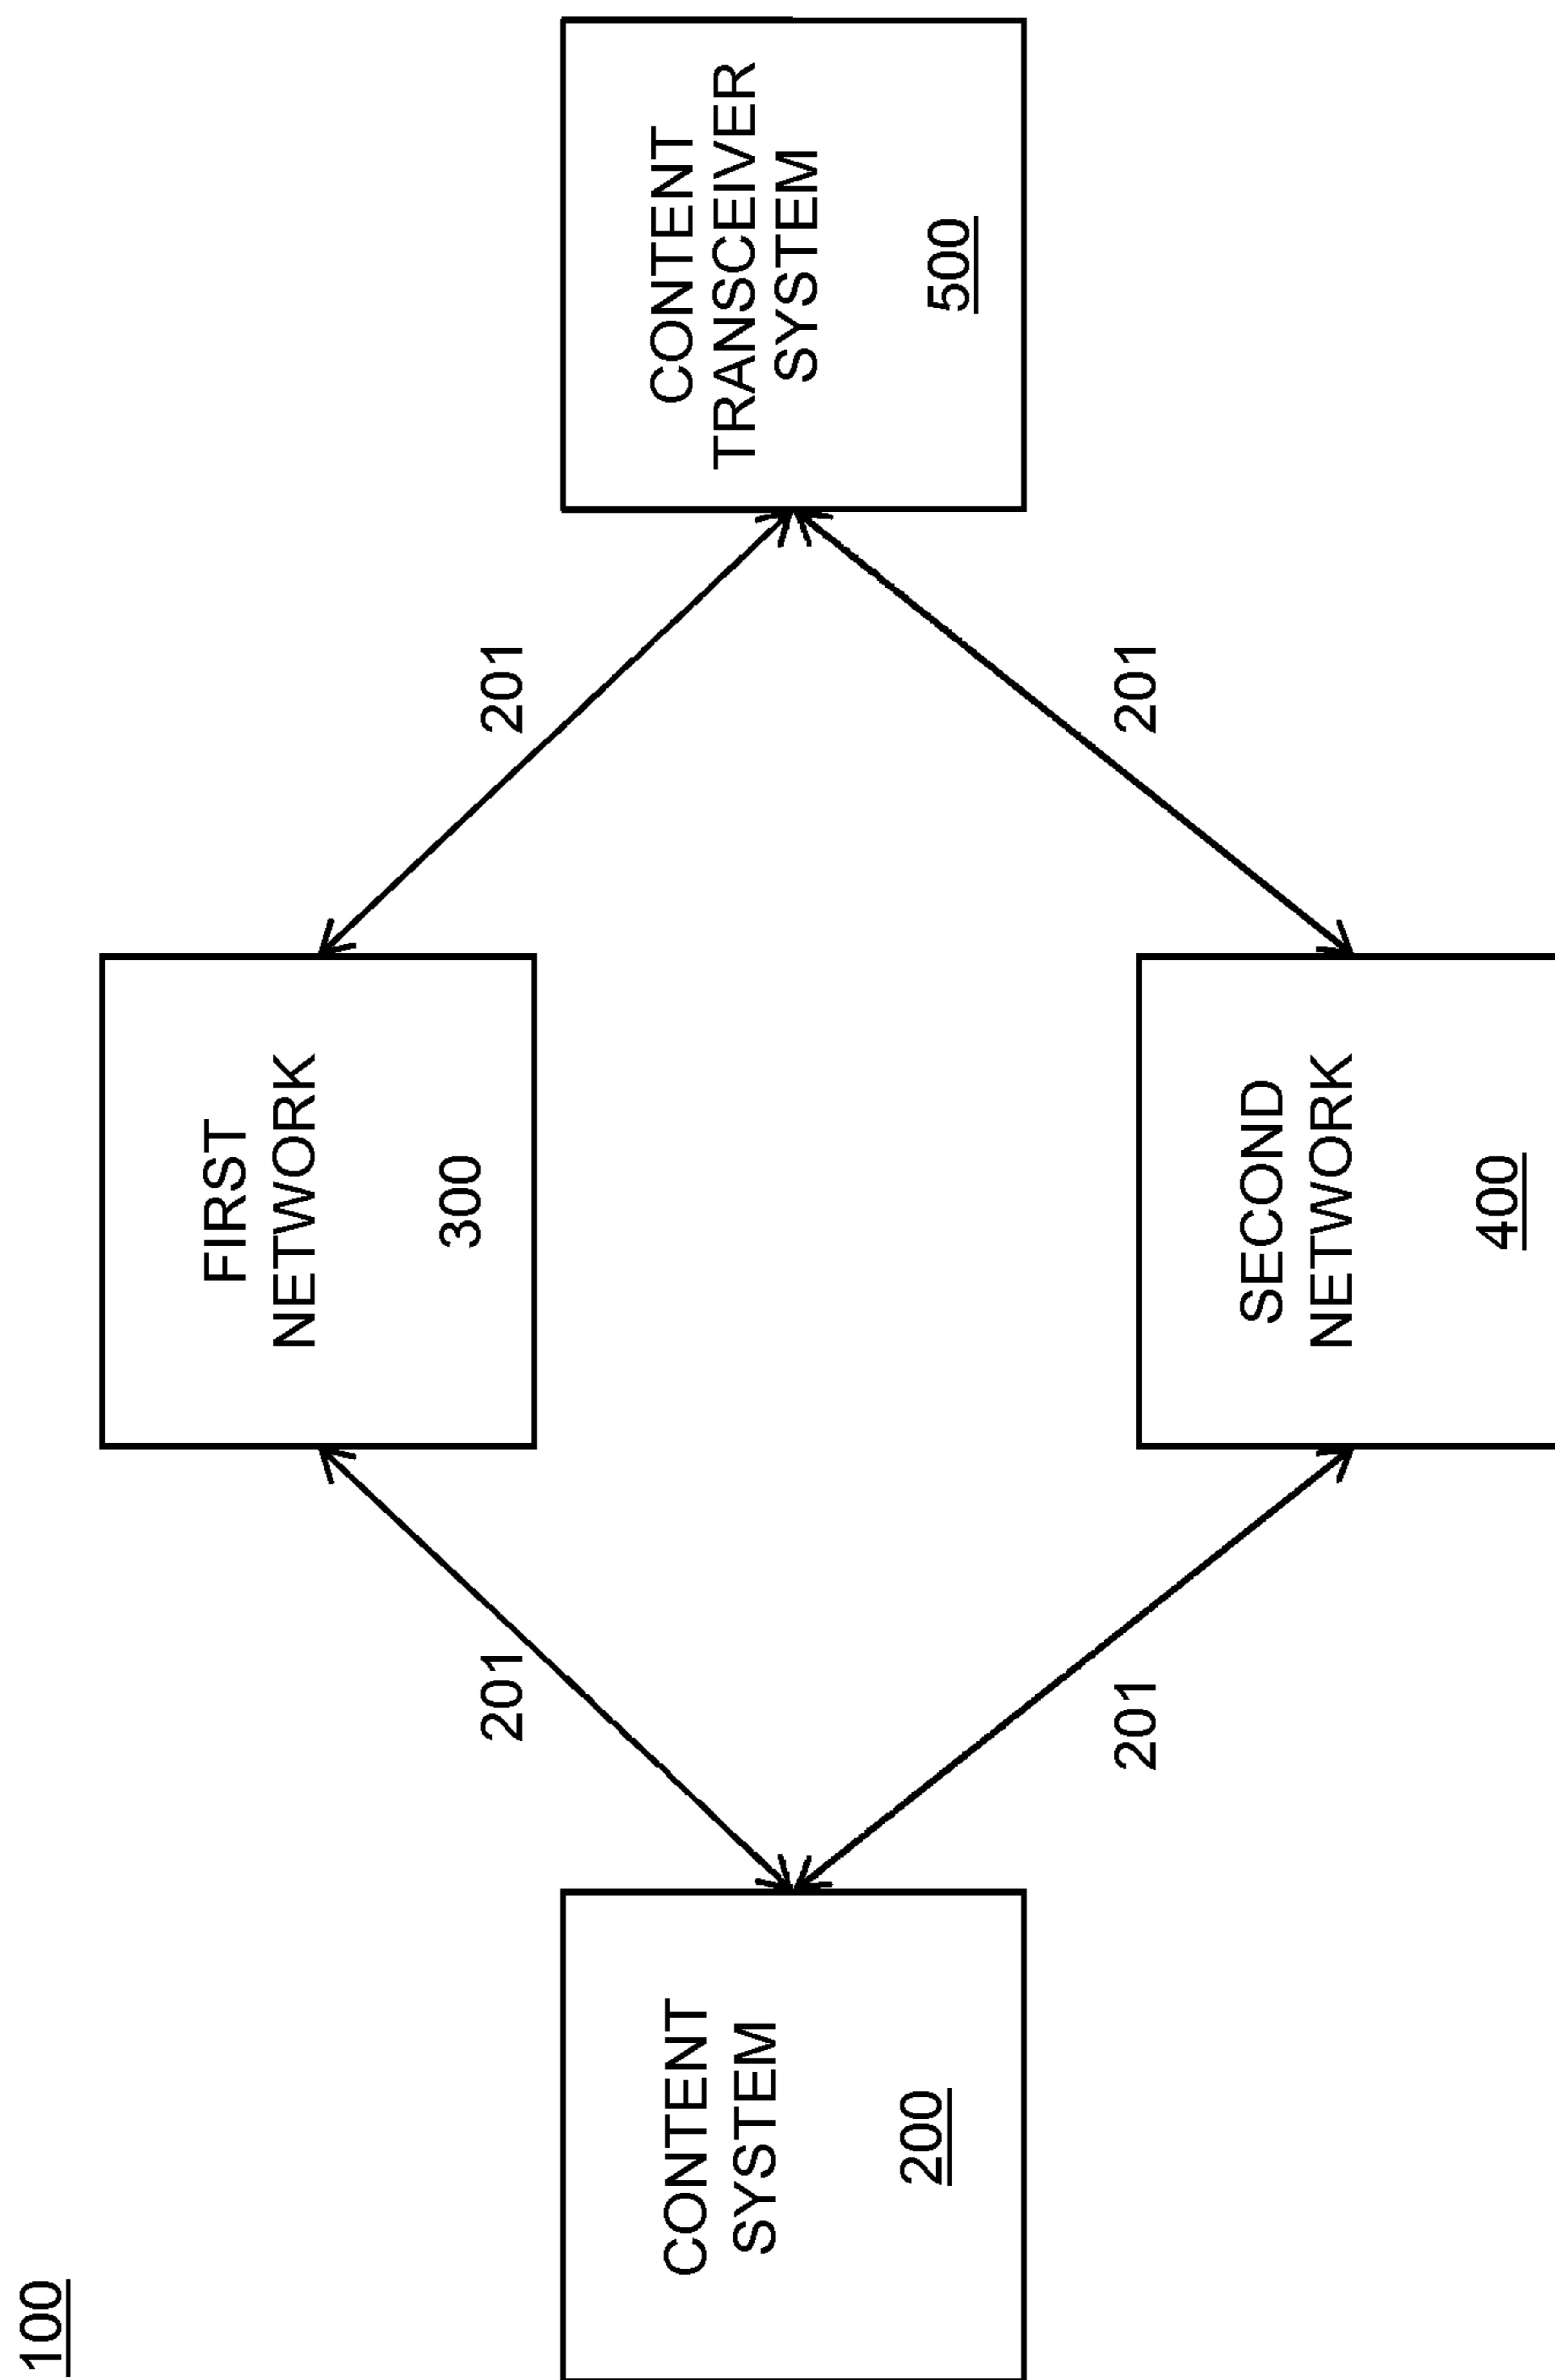 100
FIRST
NETWORK
300
201
201
CONTENT
SYSTEM
200
CONTENT
TRANSCEIVER
SYSTEM
500
201
201
SECOND
NETWORK
400